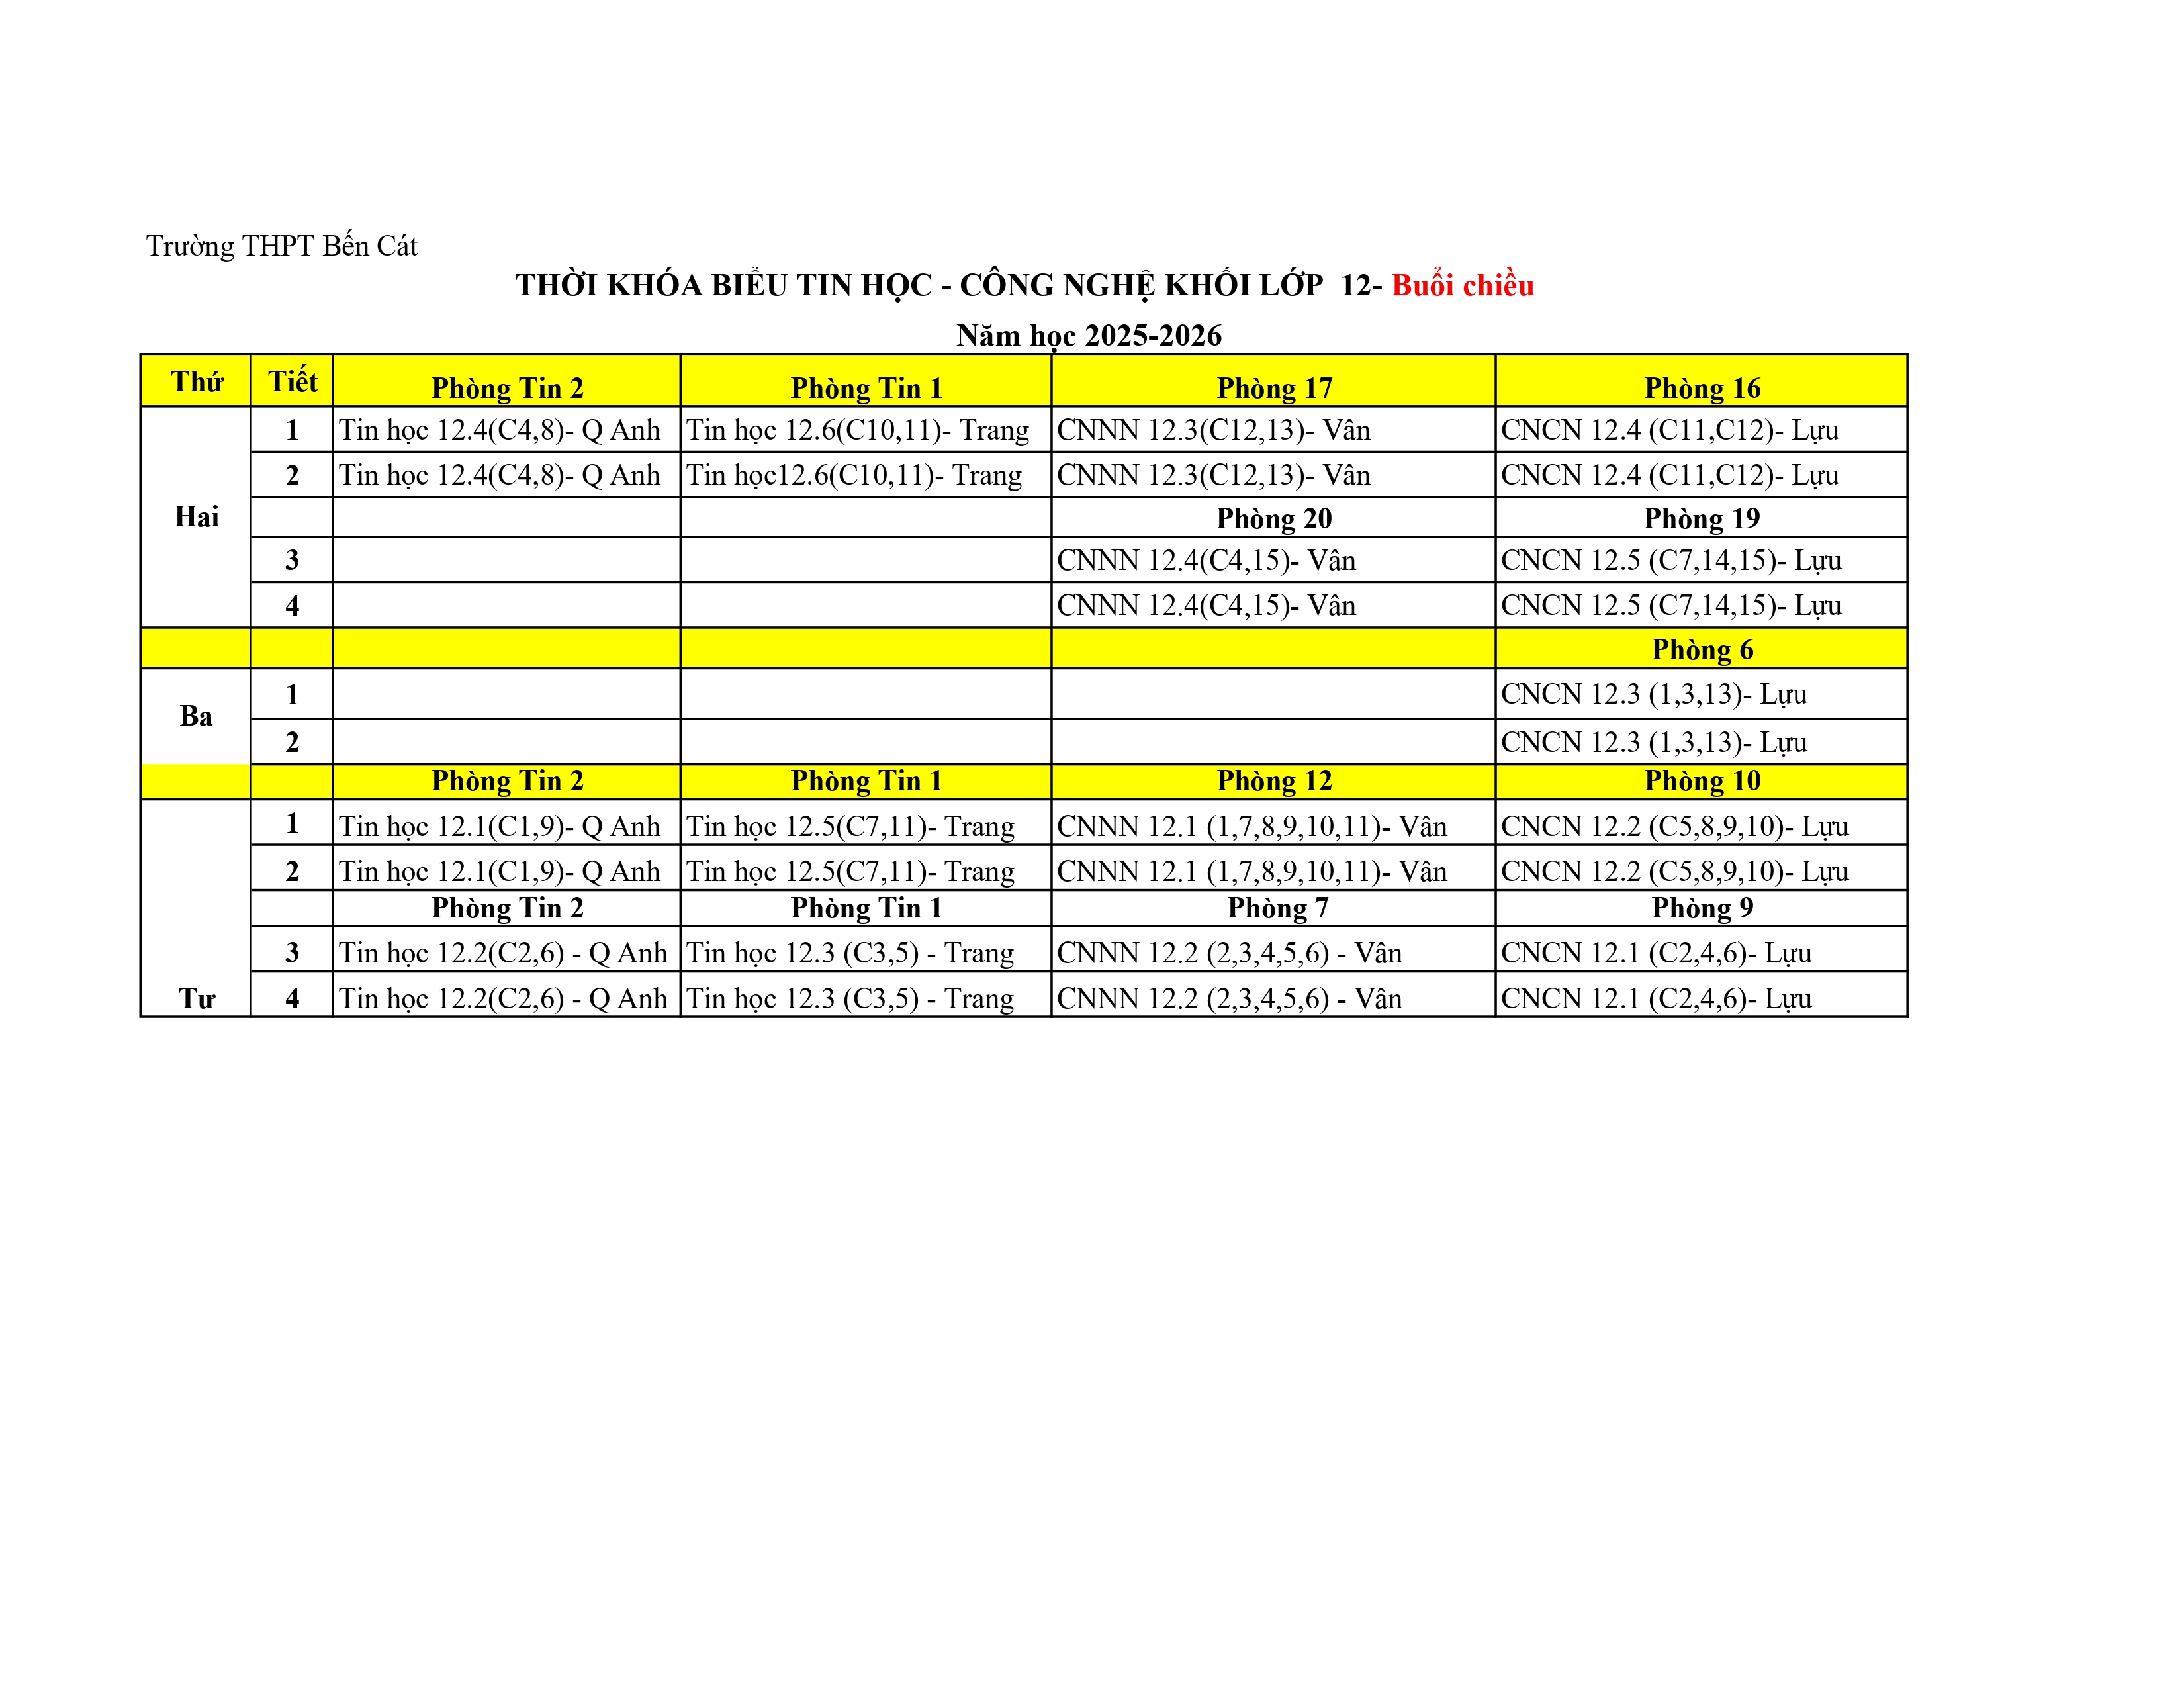 Trường THPT Bến Cát
THỜI KHÓA BIỂU TIN HỌC - CÔNG NGHỆ KHỐI LỚP 12- Buổi chiều
Năm học 2025-2026
Thứ Tiết Phòng Tin 2 Phòng Tin 1 Phòng 17 Phòng 16
Hai
1 Tin học 12.4(C4,8)- Q Anh Tin học 12.6(C10,11)- Trang CNNN 12.3(C12,13)- Vân CNCN 12.4 (C11,C12)- Lựu
2 Tin học 12.4(C4,8)- Q Anh Tin học12.6(C10,11)- Trang CNNN 12.3(C12,13)- Vân CNCN 12.4 (C11,C12)- Lựu
Phòng 20 Phòng 19
3 CNNN 12.4(C4,15)- Vân CNCN 12.5 (C7,14,15)- Lựu
4 CNNN 12.4(C4,15)- Vân CNCN 12.5 (C7,14,15)- Lựu
Phòng 6
Ba
1 CNCN 12.3 (1,3,13)- Lựu
2 CNCN 12.3 (1,3,13)- Lựu
Phòng Tin 2 Phòng Tin 1 Phòng 12 Phòng 10
1 Tin học 12.1(C1,9)- Q Anh Tin học 12.5(C7,11)- Trang CNNN 12.1 (1,7,8,9,10,11)- Vân CNCN 12.2 (C5,8,9,10)- Lựu
2 Tin học 12.1(C1,9)- Q Anh Tin học 12.5(C7,11)- Trang CNNN 12.1 (1,7,8,9,10,11)- Vân CNCN 12.2 (C5,8,9,10)- Lựu
Phòng Tin 2 Phòng Tin 1 Phòng 7 Phòng 9
3 Tin học 12.2(C2,6) - Q Anh Tin học 12.3 (C3,5) - Trang CNNN 12.2 (2,3,4,5,6) - Vân CNCN 12.1 (C2,4,6)- Lựu
Tư 4 Tin học 12.2(C2,6) - Q Anh Tin học 12.3 (C3,5) - Trang CNNN 12.2 (2,3,4,5,6) - Vân CNCN 12.1 (C2,4,6)- Lựu